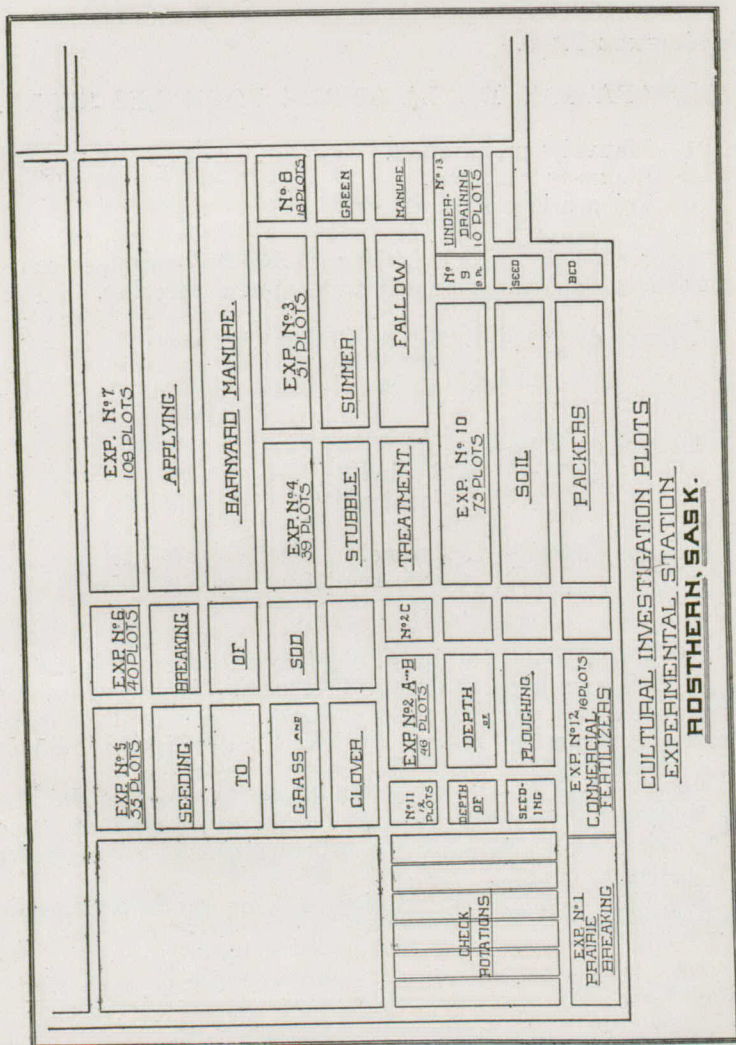 EXP. Nº 7
108 PLOTS
APPLYING
BARNYARD MANURE.
Nº 8
18 PLOTS
GREEN
MANURE
EXP. Nº 3
51 PLOTS
SUMMER
FALLOW
EXP. Nº 4
39 PLOTS
STUBBLE
TREATMENT
Nº 13
UNDER-
DRAINING
10 PLOTS
Nº
9
9 PL.
SEED
BED
EXP. Nº 10
73 PLOTS
SOIL
PACKERS
EXP. Nº 6
40 PLOTS
BREAKING
OF
SOD
EXP. Nº 5
35 PLOTS
SEEDING
TO
GRASS AND
CLOVER
Nº 2 C
EXP. Nº 2 A-B
46 PLOTS
DEPTH
OF
PLOUGHING.
Nº 11
12
PLOTS
DEPTH
OF
SEED-
ING
EXP. Nº 12 16 PLOTS
COMMERCIAL
FERTILIZERS
CHECK
ROTATIONS
EXP. Nº 1
PRAIRIE
BREAKING
CULTURAL INVESTIGATION PLOTS
EXPERIMENTAL STATION
ROSTHERN, SASK.